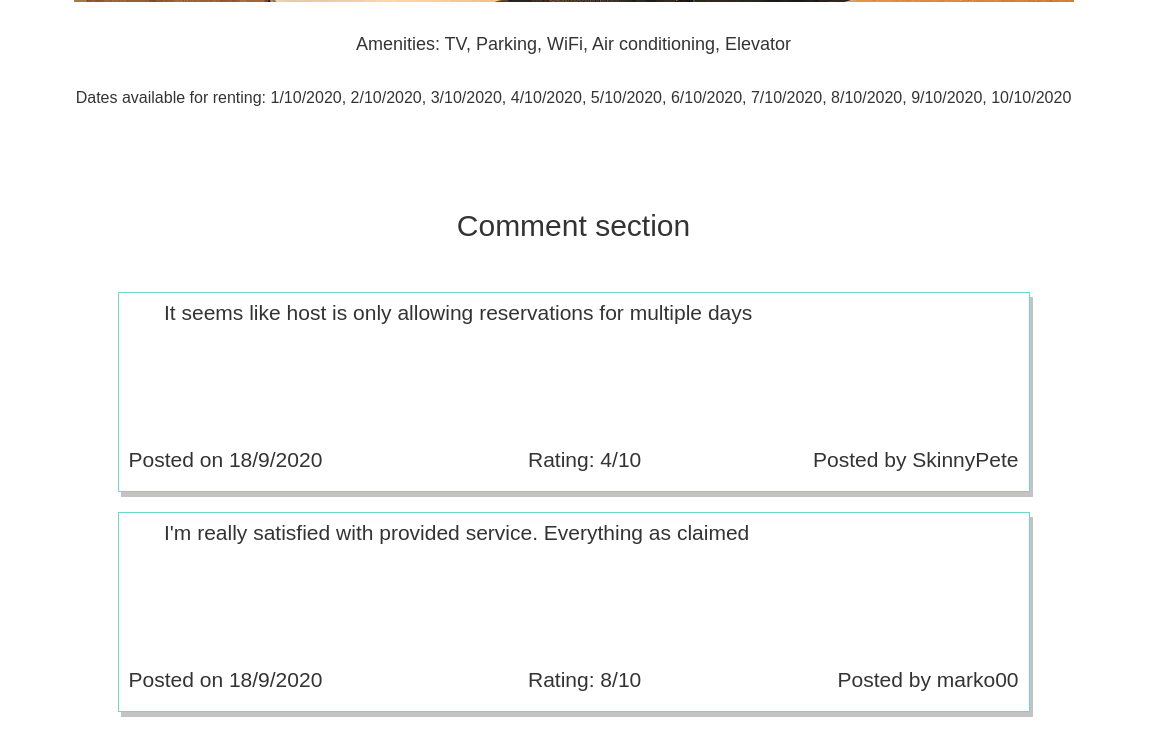 Amenities: TV, Parking, WiFi, Air conditioning, Elevator
Dates available for renting: 1/10/2020, 2/10/2020, 3/10/2020, 4/10/2020, 5/10/2020, 6/10/2020, 7/10/2020, 8/10/2020, 9/10/2020, 10/10/2020
Comment section
It seems like host is only allowing reservations for multiple days
Posted on 18/9/2020 Rating: 4/10 Posted by SkinnyPete
I'm really satisfied with provided service. Everything as claimed
Posted on 18/9/2020 Rating: 8/10 Posted by marko00